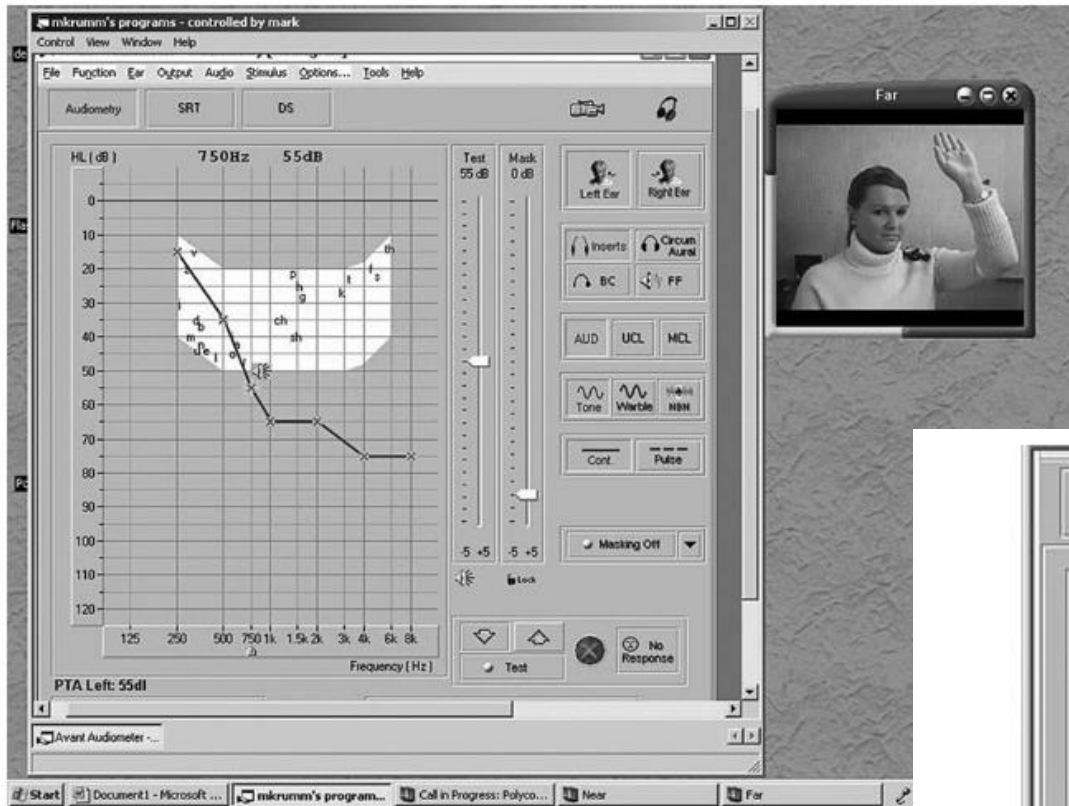 mkrumm's programs - controlled by mark
Control View Window Help
File Function Ear Output Audio Stimulus Options... Tools Help
Audiometry SRT DS
Far
HL ( dB ) 750Hz 55dB
Test Mask
55 dB 0 dB
Left Ear Right Ear
Inserts Circum Aural
BC FF
AUD UCL MCL
Tone Warble NBN
Cont. Pulse
Masking Off
0
10
20
30
40
50
60
70
80
90
100
110
120
v
th
z
p
h
g
t
k
f
s
j
d
b
ch
m
sh
n
e
l
o
-5 +5 -5 +5
Lock
125 250 500 750 1k 1.5k 2k 3k 4k 6k 8k
Frequency ( Hz )
No Response
Test
PTA Left: 55dl
Avant Audiometer -...
Start Document1 - Microsoft ... mkrumm's program... Call in Progress: Polyco... Near Far